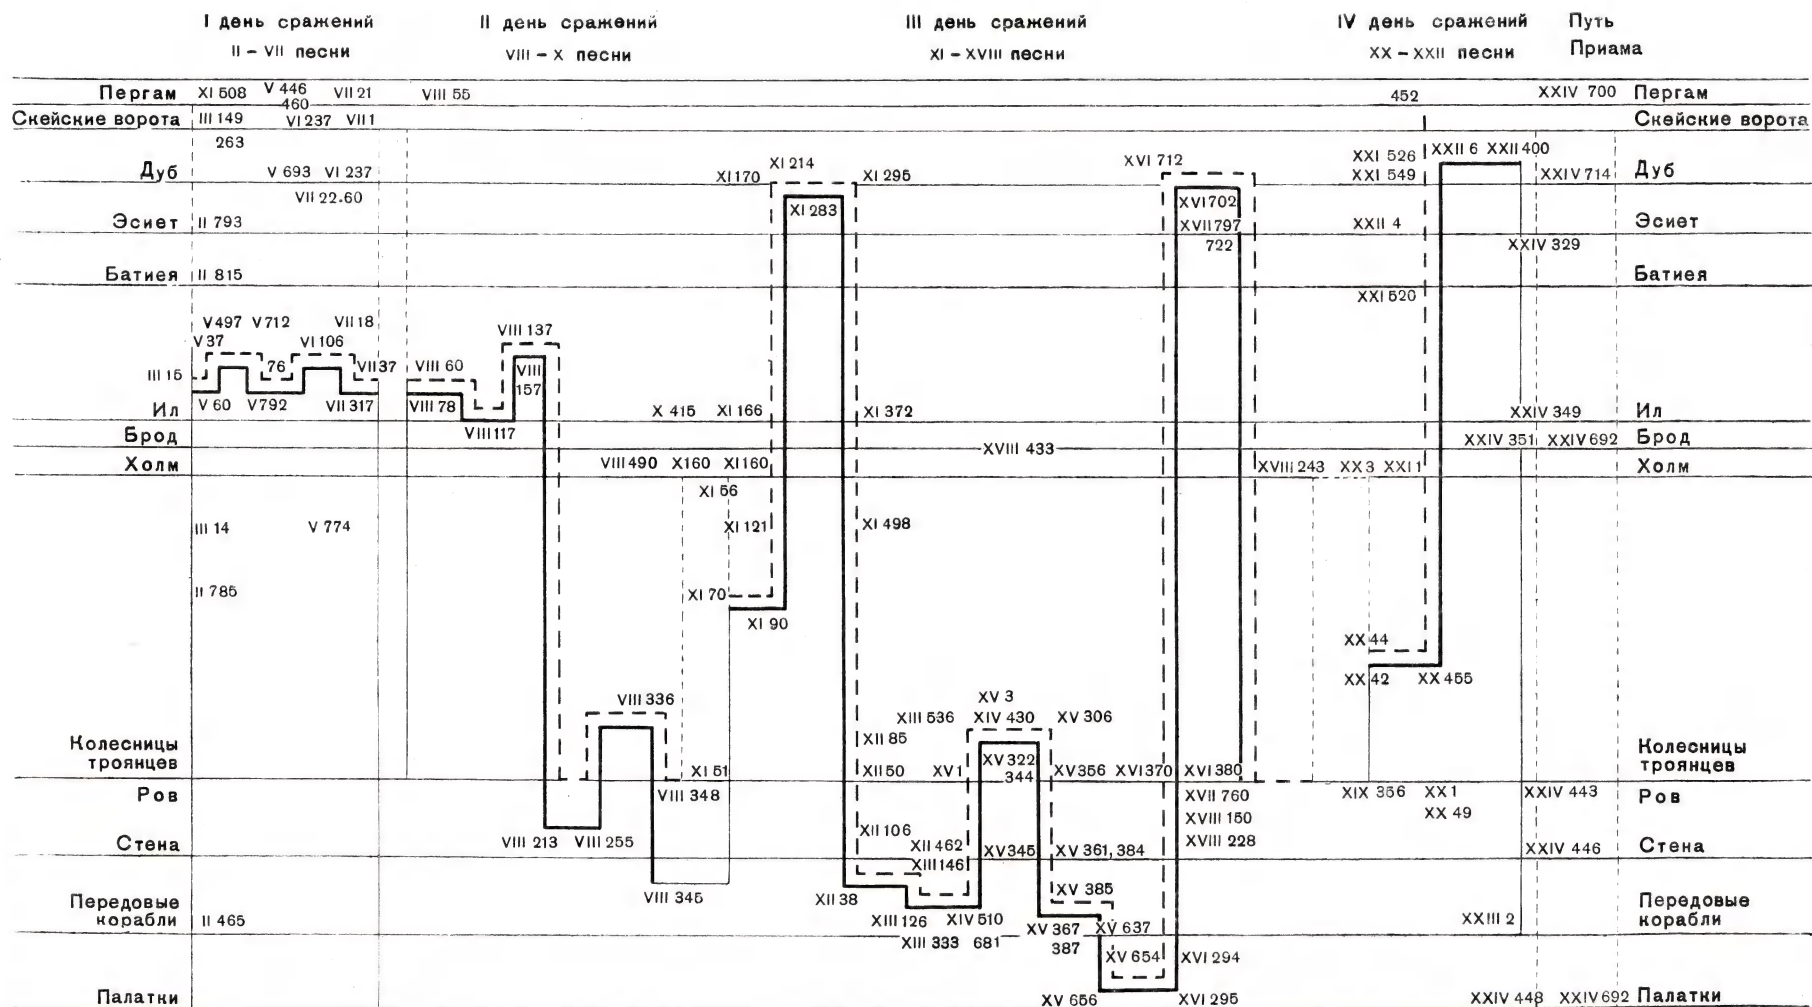 I день сражений II день сражений III день сражений IV день сражений Путь
II – VII песни VIII – X песни XI – XVIII песни XX – XXII песни Приама
Пергам XI 508 V 446 VII 21 VIII 55 452 XXIV 700 Пергам
460
Скейские ворота III 149 VI 237 VII 1 Скейские ворота
263 XXII 6 XXII 400
XI 214 XVI 712 XXI 526
Дуб V 693 VI 237 XI 170 XI 295 XXI 549 XXIV 714 Дуб
VII 22.60
XI 283 XVI 702
Эсиет II 793 XVII 797 XXII 4 Эсиет
722 XXIV 329
Батиея II 815 Батиея
XXI 520
V 497 V 712 VII 18 VIII 137
V 37 VI 106
76 VII 37 VIII 60 VIII
III 15 157
V 60 V 792 VII 317 VIII 78
Ил X 415 XI 166 XI 372 XXIV 349 Ил
Брод VIII 117 XXIV 351 XXIV 692 Брод
XVIII 433
Холм VIII 490 X 160 XI 160 XVIII 243 XX 3 XXI 1 Холм
XI 56
III 14 V 774 XI 121 XI 498
II 785 XI 70
XI 90
XX 44
XX 42 XX 455
VIII 336 XV 3
XIII 536 XIV 430 XV 306
Колесницы XII 85 Колесницы
троянцев XI 51 XII 50 XV 1 XV 322 XV 356 XVI 370 XVI 380 троянцев
344
Ров VIII 348 XVII 760 XIX 356 XX 1 XXIV 443 Ров
XVIII 150 XX 49
Стена VIII 213 VIII 255 XII 106 XII 462 XV 345 XV 361, 384 XVIII 228 XXIV 446 Стена
XIII 146
XV 385
Передовые VIII 345 XII 38 Передовые
корабли II 465 XIII 126 XIV 510 XV 367 XV 637 XXIII 2 корабли
XIII 333 681 387
XV 654 XVI 294
Палатки XV 656 XVI 295 XXIV 448 XXIV 692 Палатки